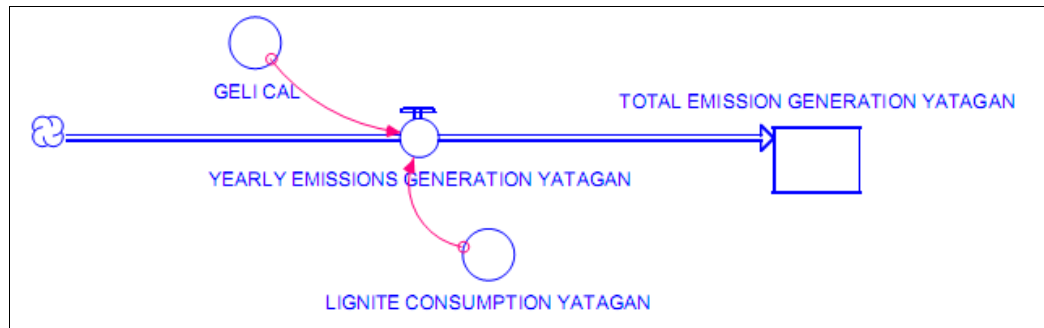 GELI CAL
TOTAL EMISSION GENERATION YATAGAN
YEARLY EMISSIONS GENERATION YATAGAN
LIGNITE CONSUMPTION YATAGAN